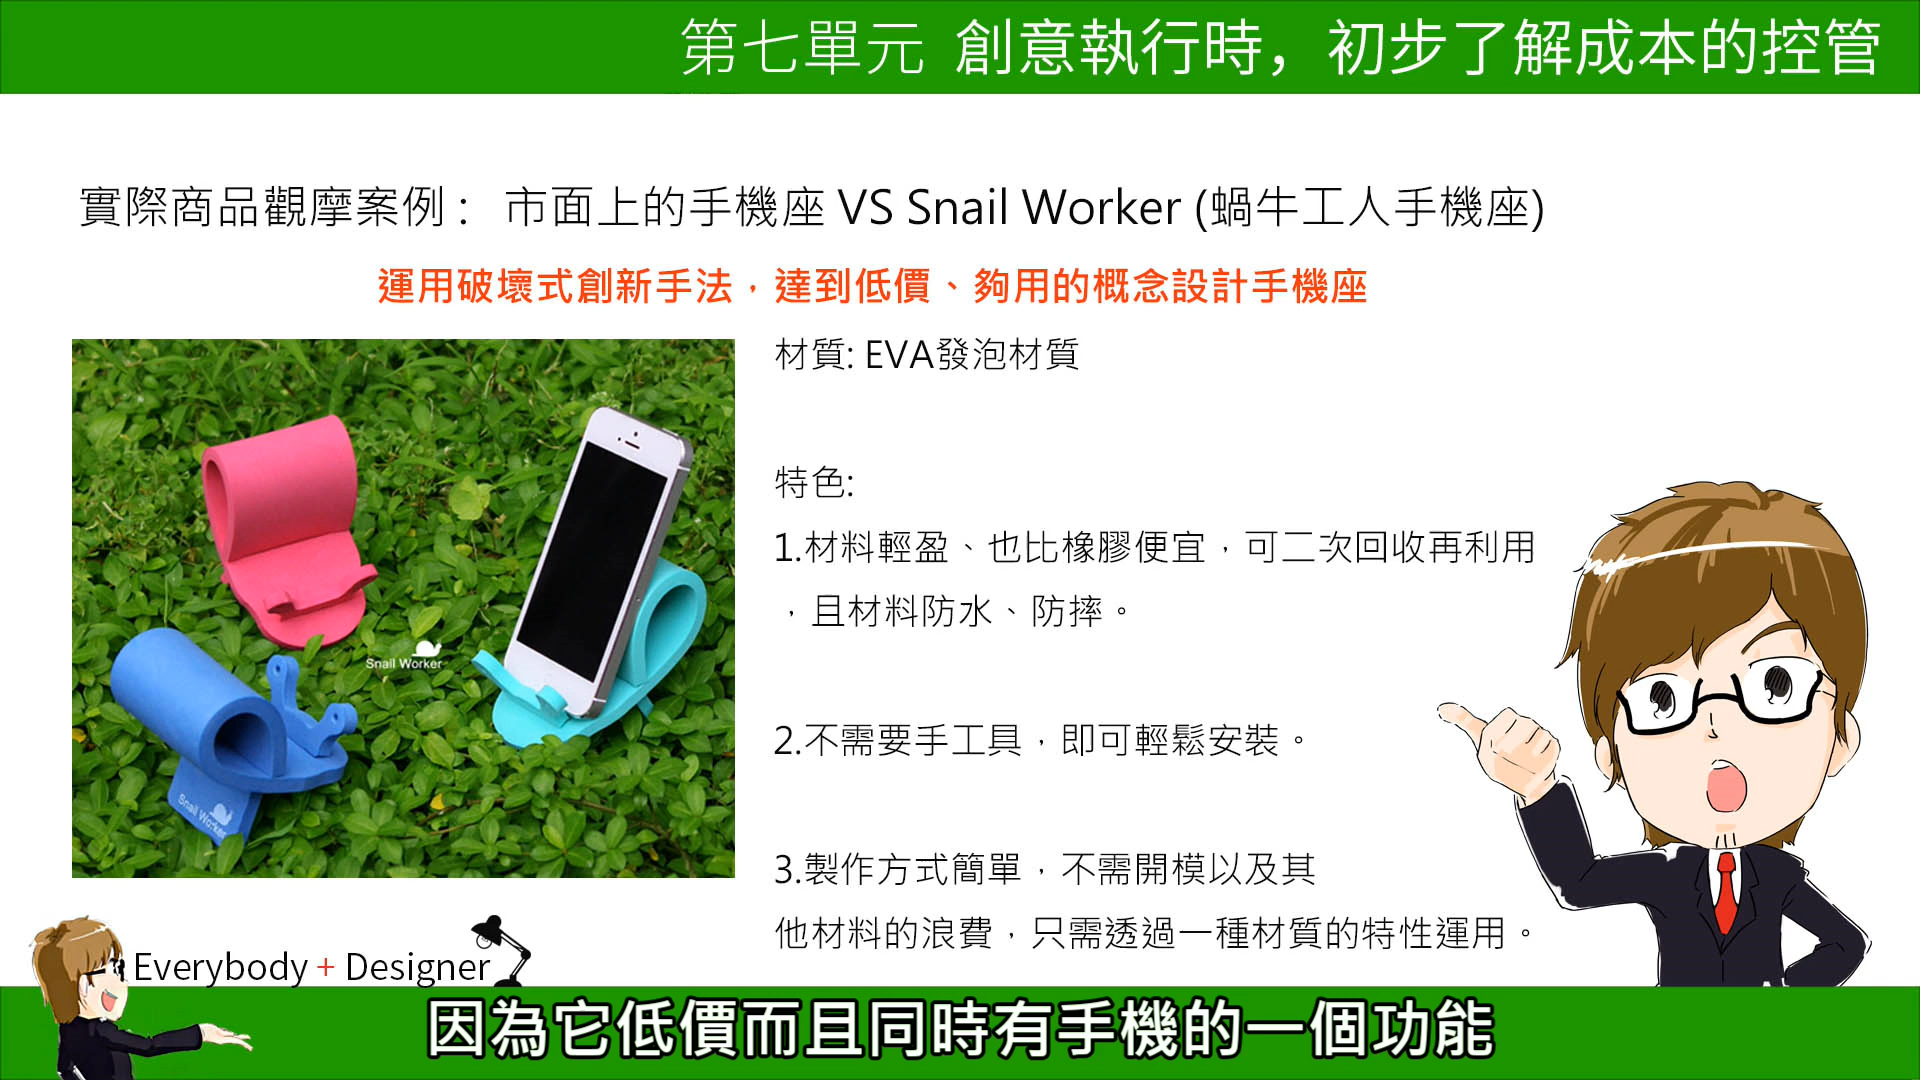 第七單元 創意執行時，初步了解成本的控管
實際商品觀摩案例： 市面上的手機座 VS Snail Worker (蝸牛工人手機座)
運用破壞式創新手法，達到低價、夠用的概念設計手機座
材質: EVA發泡材質
特色:
1.材料輕盈、也比橡膠便宜，可二次回收再利用
，且材料防水、防摔。
2.不需要手工具，即可輕鬆安裝。
3.製作方式簡單，不需開模以及其
他材料的浪費，只需透過一種材質的特性運用。
Snail Worker
Snail Worker
Everybody + Designer
因為它低價而且同時有手機的一個功能